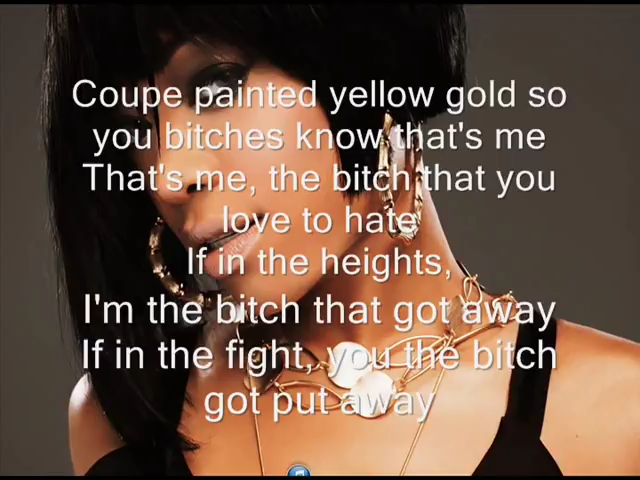 Coupe painted yellow gold so
you bitches know that's me
That's me, the bitch that you
love to hate
If in the heights,
I'm the bitch that got away
If in the fight, you the bitch
got put away